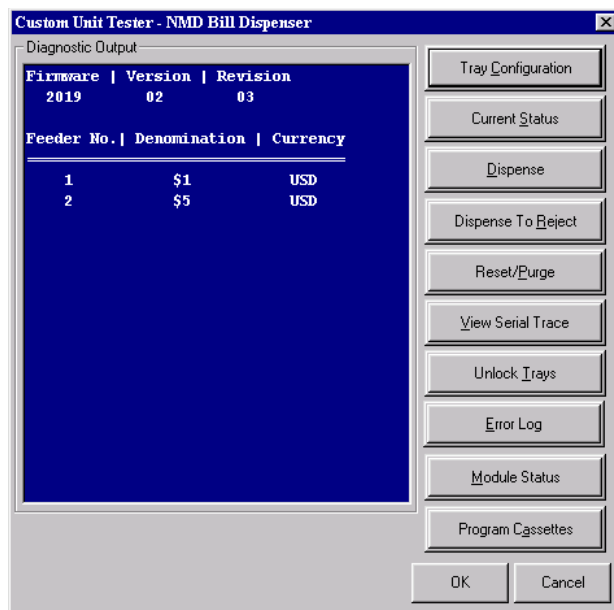 Custom Unit Tester - NMD Bill Dispenser
Diagnostic Output
Firmware | Version | Revision
2019 02 03
Feeder No.| Denomination | Currency
1 $1 USD
2 $5 USD
Tray Configuration
Current Status
Dispense
Dispense To Reject
Reset/Purge
View Serial Trace
Unlock Trays
Error Log
Module Status
Program Cassettes
OK Cancel